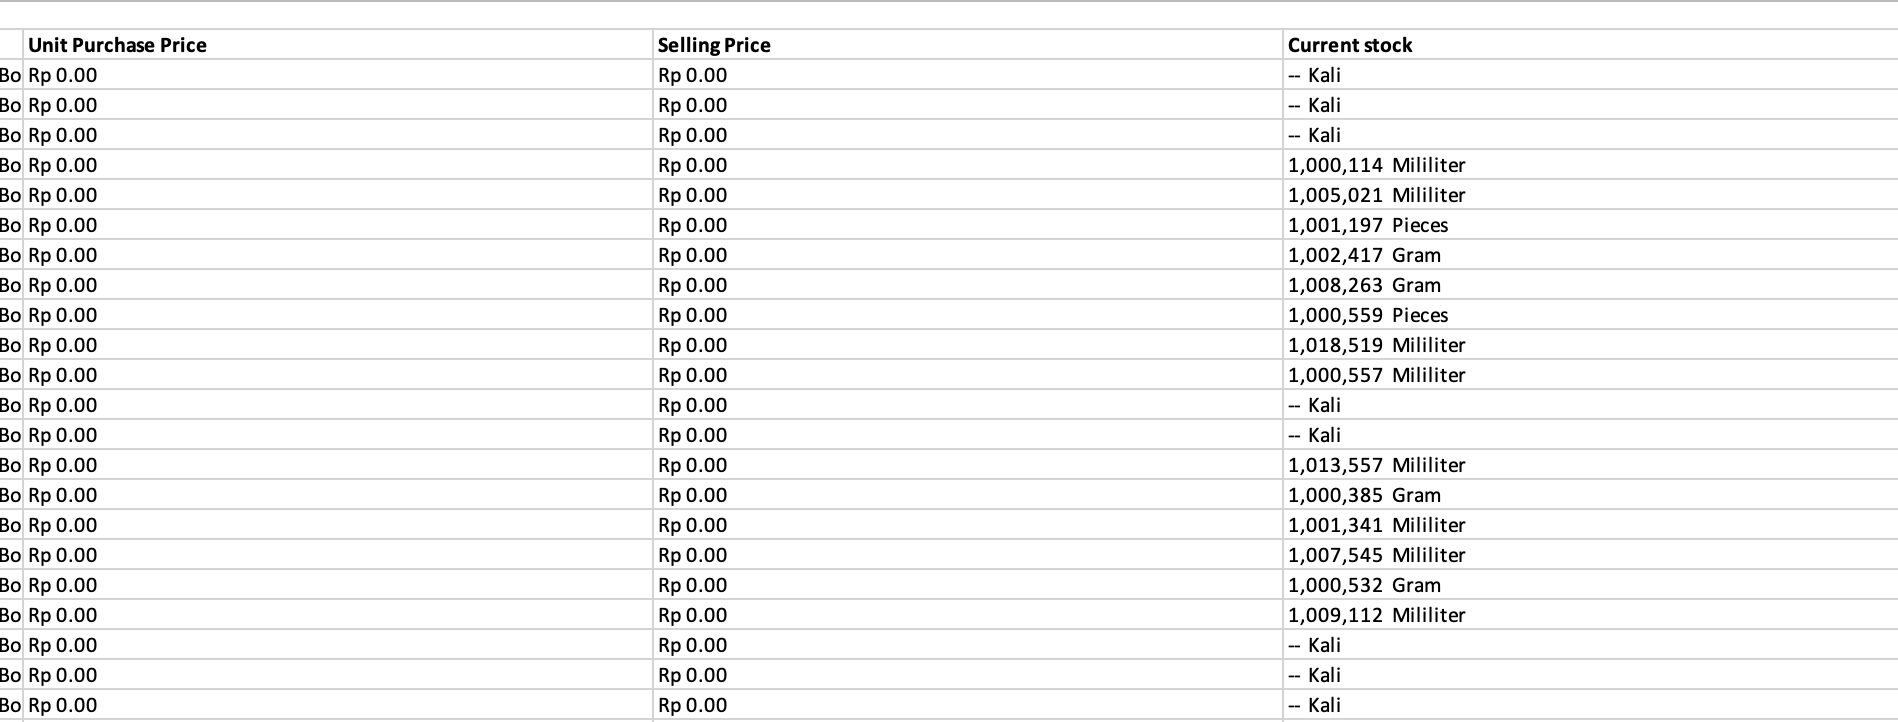 Unit Purchase Price Selling Price Current stock
Bo Rp 0.00 Rp 0.00 -- Kali
Bo Rp 0.00 Rp 0.00 -- Kali
Bo Rp 0.00 Rp 0.00 -- Kali
Bo Rp 0.00 Rp 0.00 1,000,114 Mililiter
Bo Rp 0.00 Rp 0.00 1,005,021 Mililiter
Bo Rp 0.00 Rp 0.00 1,001,197 Pieces
Bo Rp 0.00 Rp 0.00 1,002,417 Gram
Bo Rp 0.00 Rp 0.00 1,008,263 Gram
Bo Rp 0.00 Rp 0.00 1,000,559 Pieces
Bo Rp 0.00 Rp 0.00 1,018,519 Mililiter
Bo Rp 0.00 Rp 0.00 1,000,557 Mililiter
Bo Rp 0.00 Rp 0.00 -- Kali
Bo Rp 0.00 Rp 0.00 -- Kali
Bo Rp 0.00 Rp 0.00 1,013,557 Mililiter
Bo Rp 0.00 Rp 0.00 1,000,385 Gram
Bo Rp 0.00 Rp 0.00 1,001,341 Mililiter
Bo Rp 0.00 Rp 0.00 1,007,545 Mililiter
Bo Rp 0.00 Rp 0.00 1,000,532 Gram
Bo Rp 0.00 Rp 0.00 1,009,112 Mililiter
Bo Rp 0.00 Rp 0.00 -- Kali
Bo Rp 0.00 Rp 0.00 -- Kali
Bo Rp 0.00 Rp 0.00 -- Kali